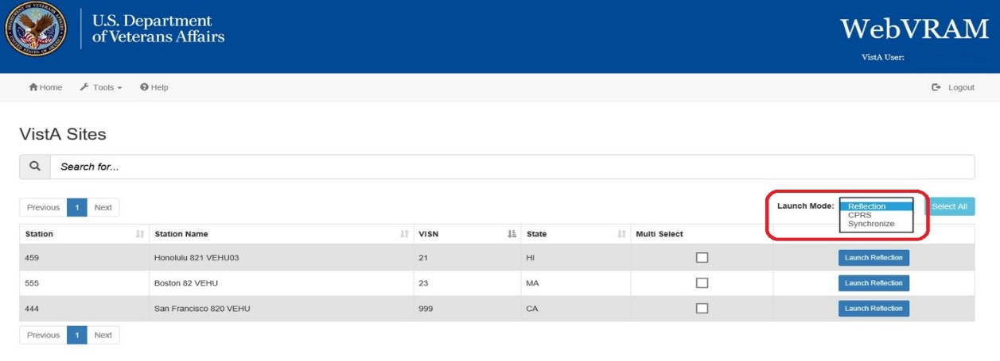 U.S. Department
of Veterans Affairs
WebVRAM
VistA User:
Home Tools Help Logout
VistA Sites
Search for...
Previous 1 Next
Launch Mode: Reflection Select All
CPRS
Synchronize
Station Station Name VISN State Multi Select
459 Honolulu 821 VEHU03 21 HI Launch Reflection
555 Boston 82 VEHU 23 MA Launch Reflection
444 San Francisco 820 VEHU 999 CA Launch Reflection
Previous 1 Next